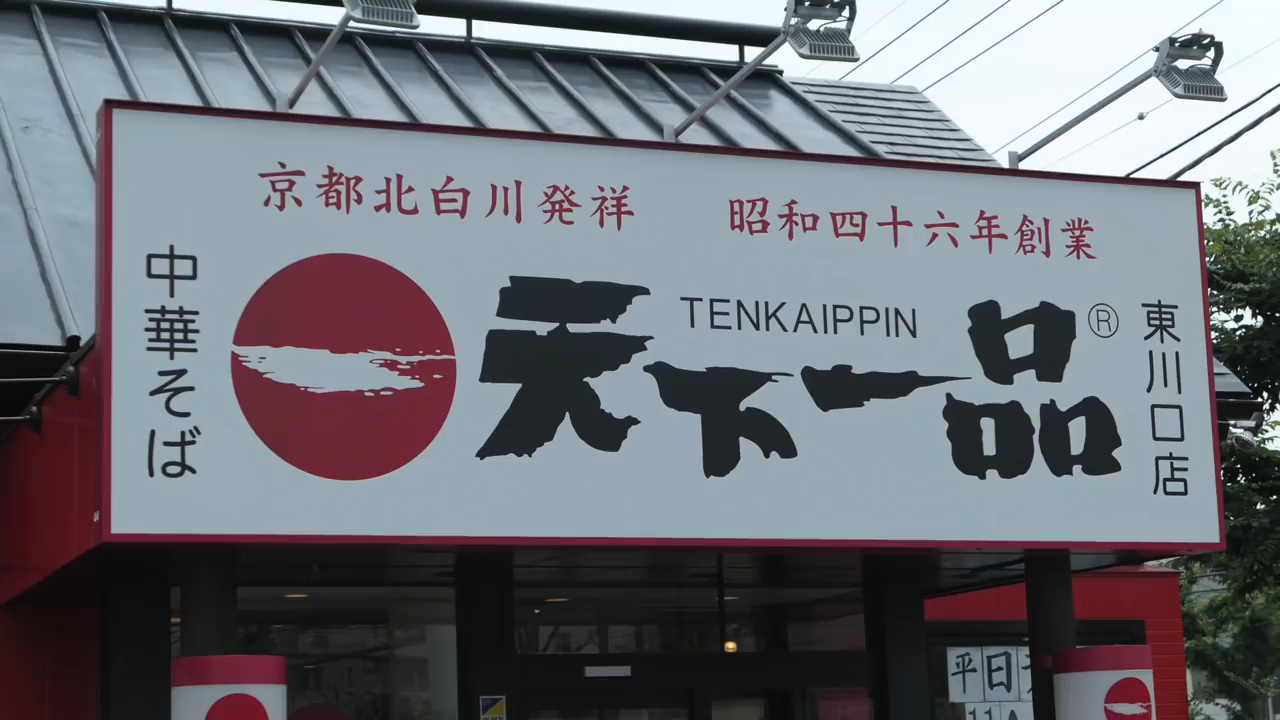 京都北白川発祥 昭和四十六年創業
中華そば
天下一品
TENKAIPPIN
®
東川口店
平日
11